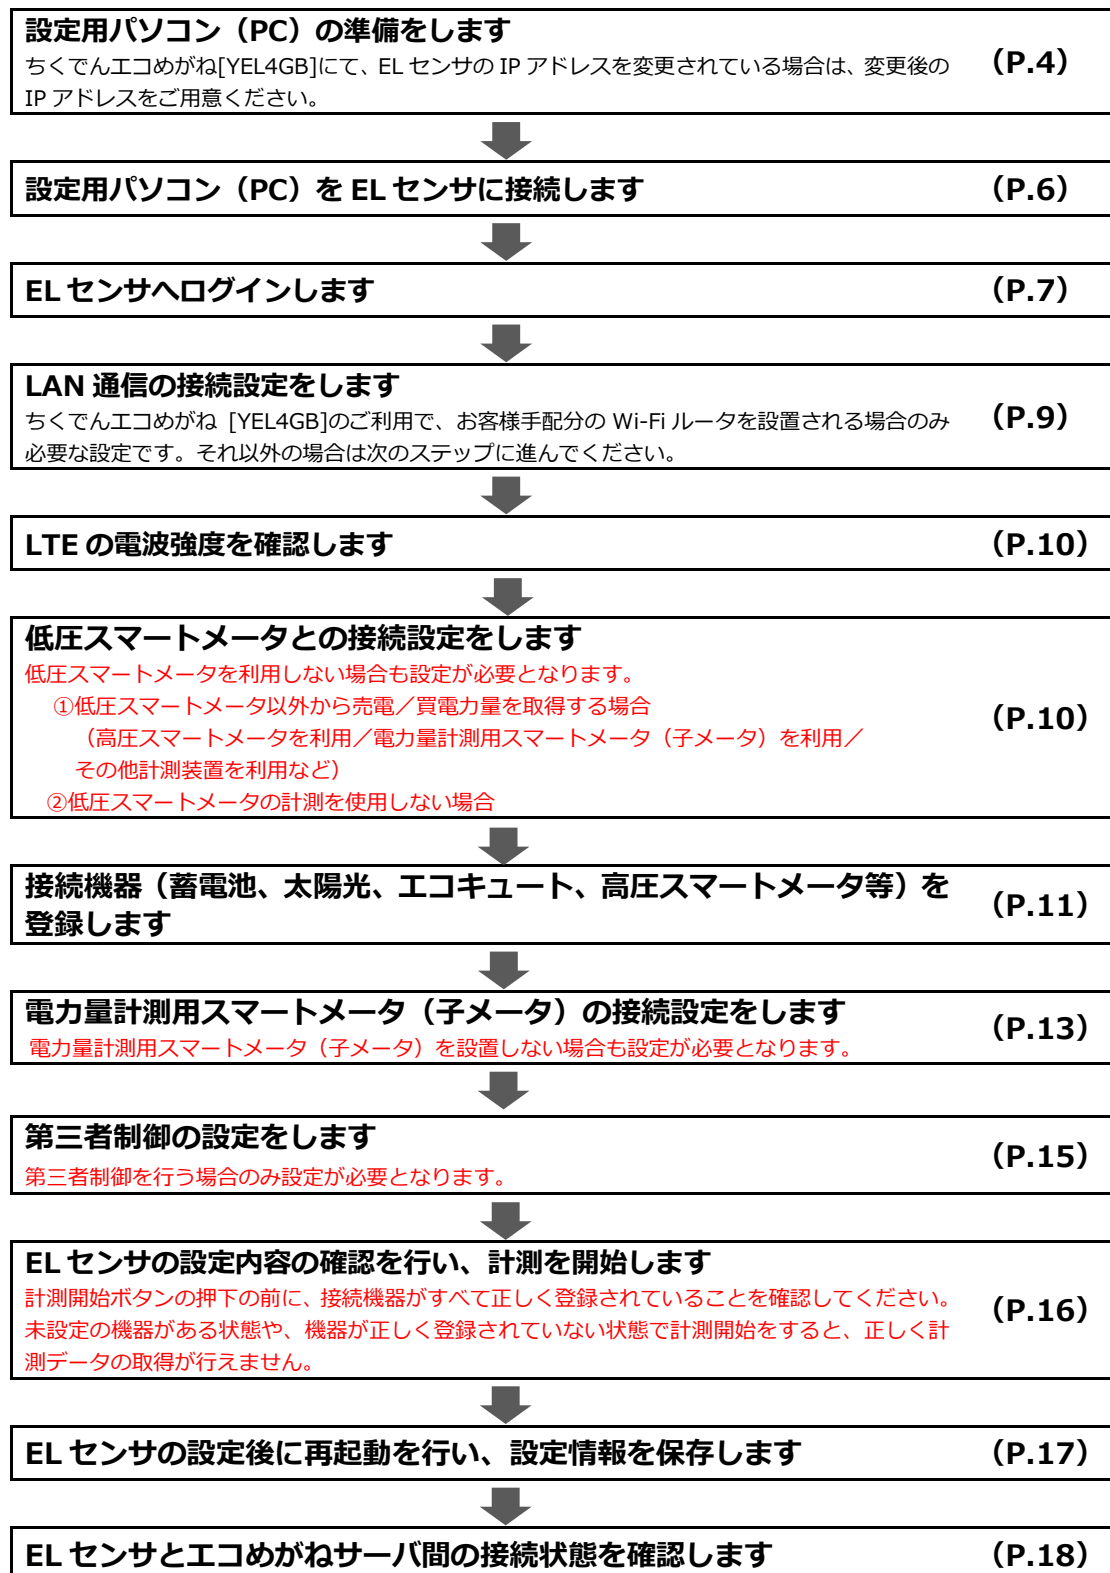 設定用パソコン（PC）の準備をします
ちくでんエコめがね[YEL4GB]にて、EL センサの IP アドレスを変更されている場合は、変更後の
IP アドレスをご用意ください。
（P.4）
設定用パソコン（PC）を EL センサに接続します
（P.6）
EL センサへログインします
（P.7）
LAN 通信の接続設定をします
ちくでんエコめがね [YEL4GB]のご利用で、お客様手配分の Wi-Fi ルータを設置される場合のみ
必要な設定です。それ以外の場合は次のステップに進んでください。
（P.9）
LTE の電波強度を確認します
（P.10）
低圧スマートメータとの接続設定をします
低圧スマートメータを利用しない場合も設定が必要となります。
①低圧スマートメータ以外から売電／買電力量を取得する場合
（高圧スマートメータを利用／電力量計測用スマートメータ（子メータ）を利用／
その他計測装置を利用など）
②低圧スマートメータの計測を使用しない場合
（P.10）
接続機器（蓄電池、太陽光、エコキュート、高圧スマートメータ等）を
登録します
（P.11）
電力量計測用スマートメータ（子メータ）の接続設定をします
電力量計測用スマートメータ（子メータ）を設置しない場合も設定が必要となります。
（P.13）
第三者制御の設定をします
第三者制御を行う場合のみ設定が必要となります。
（P.15）
EL センサの設定内容の確認を行い、計測を開始します
計測開始ボタンの押下の前に、接続機器がすべて正しく登録されていることを確認してください。
未設定の機器がある状態や、機器が正しく登録されていない状態で計測開始をすると、正しく計
測データの取得が行えません。
（P.16）
EL センサの設定後に再起動を行い、設定情報を保存します
（P.17）
EL センサとエコめがねサーバ間の接続状態を確認します
（P.18）